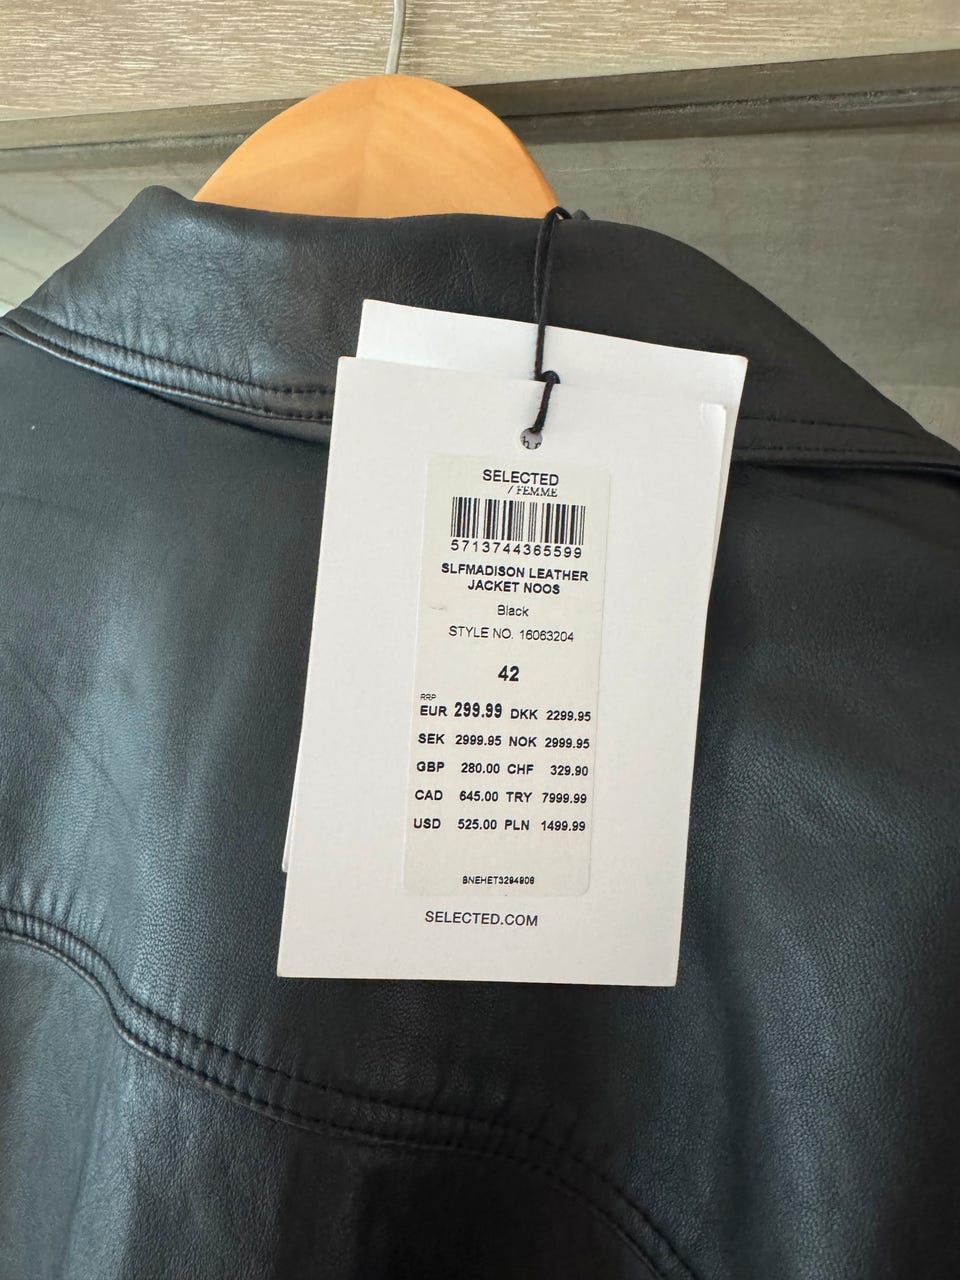 SELECTED
/ FEMME
5713744365599
SLFMADISON LEATHER
JACKET NOOS
Black
STYLE NO. 16063204
42
RRP
EUR 299.99 DKK 2299.95
SEK 2999.95 NOK 2999.95
GBP 280.00 CHF 329.90
CAD 645.00 TRY 7999.99
USD 525.00 PLN 1499.99
BNEHET3294908
SELECTED.COM